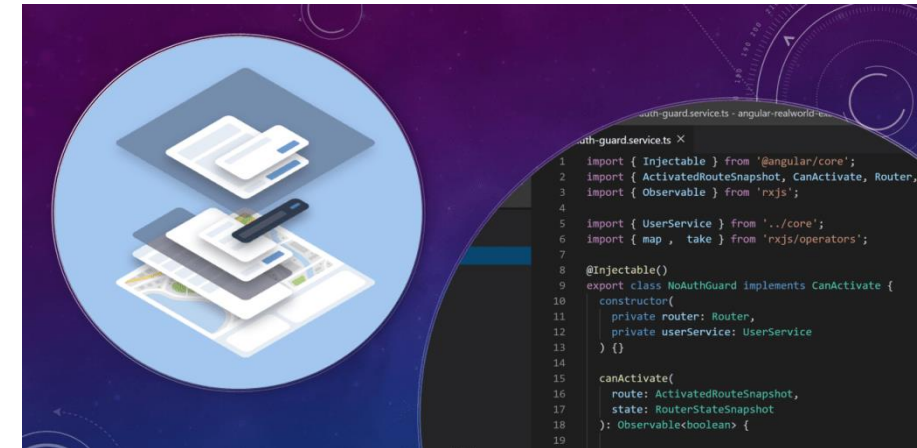 auth-guard.service.ts - angular-realworld-ex
uth-guard.service.ts ×
1 import { Injectable } from '@angular/core';
2 import { ActivatedRouteSnapshot, CanActivate, Router,
3 import { Observable } from 'rxjs';
4
5 import { UserService } from '../core';
6 import { map , take } from 'rxjs/operators';
7
8 @Injectable()
9 export class NoAuthGuard implements CanActivate {
10 constructor(
11 private router: Router,
12 private userService: UserService
13 ) {}
14
15 canActivate(
16 route: ActivatedRouteSnapshot,
17 state: RouterStateSnapshot
18 ): Observable<boolean> {
19